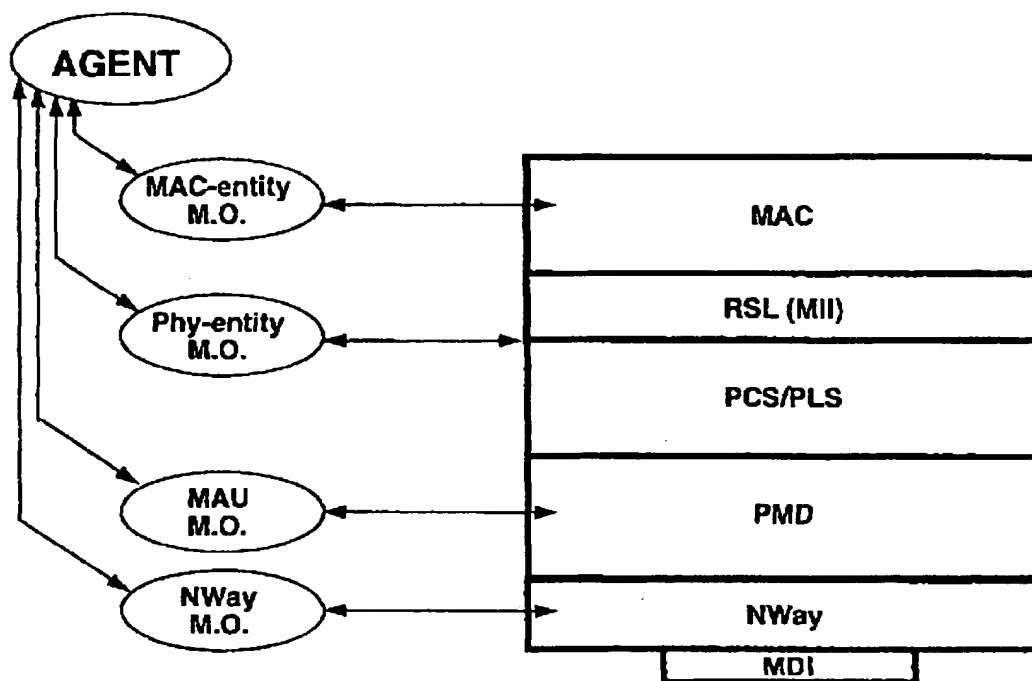 AGENT
MAC-entity
M.O.
Phy-entity
M.O.
MAU
M.O.
NWay
M.O.
MAC
RSL (MII)
PCS/PLS
PMD
NWay
MDI